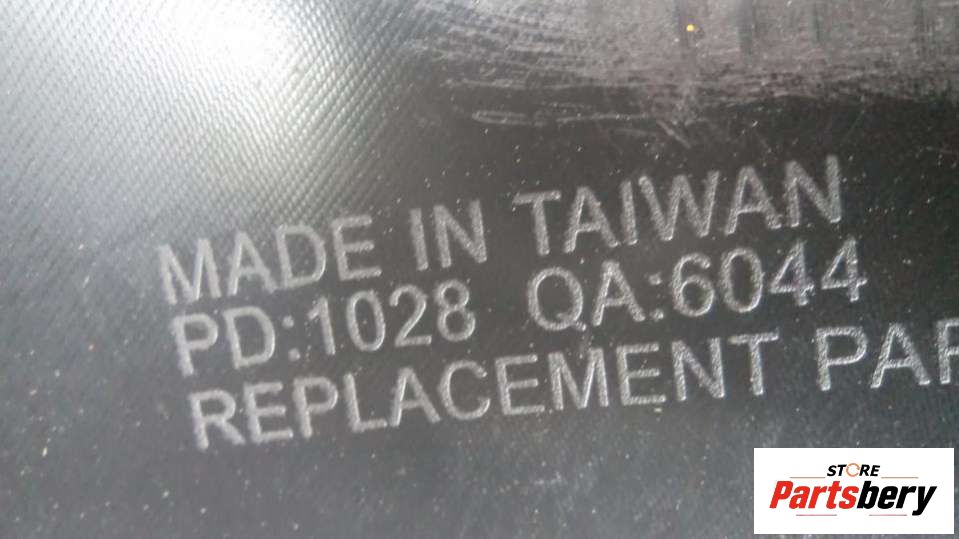 MADE IN TAIWAN
PD:1028 QA:6044
REPLACEMENT PAR
STORE
Partsbery